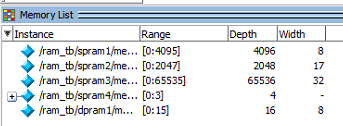 Memory List
Instance Range Depth Width
/ram_tb/spram1/me... [0:4095] 4096 8
/ram_tb/spram2/me... [0:2047] 2048 17
/ram_tb/spram3/me... [0:65535] 65536 32
/ram_tb/spram4/me... [0:3] 4 -
/ram_tb/dpram1/m... [0:15] 16 8